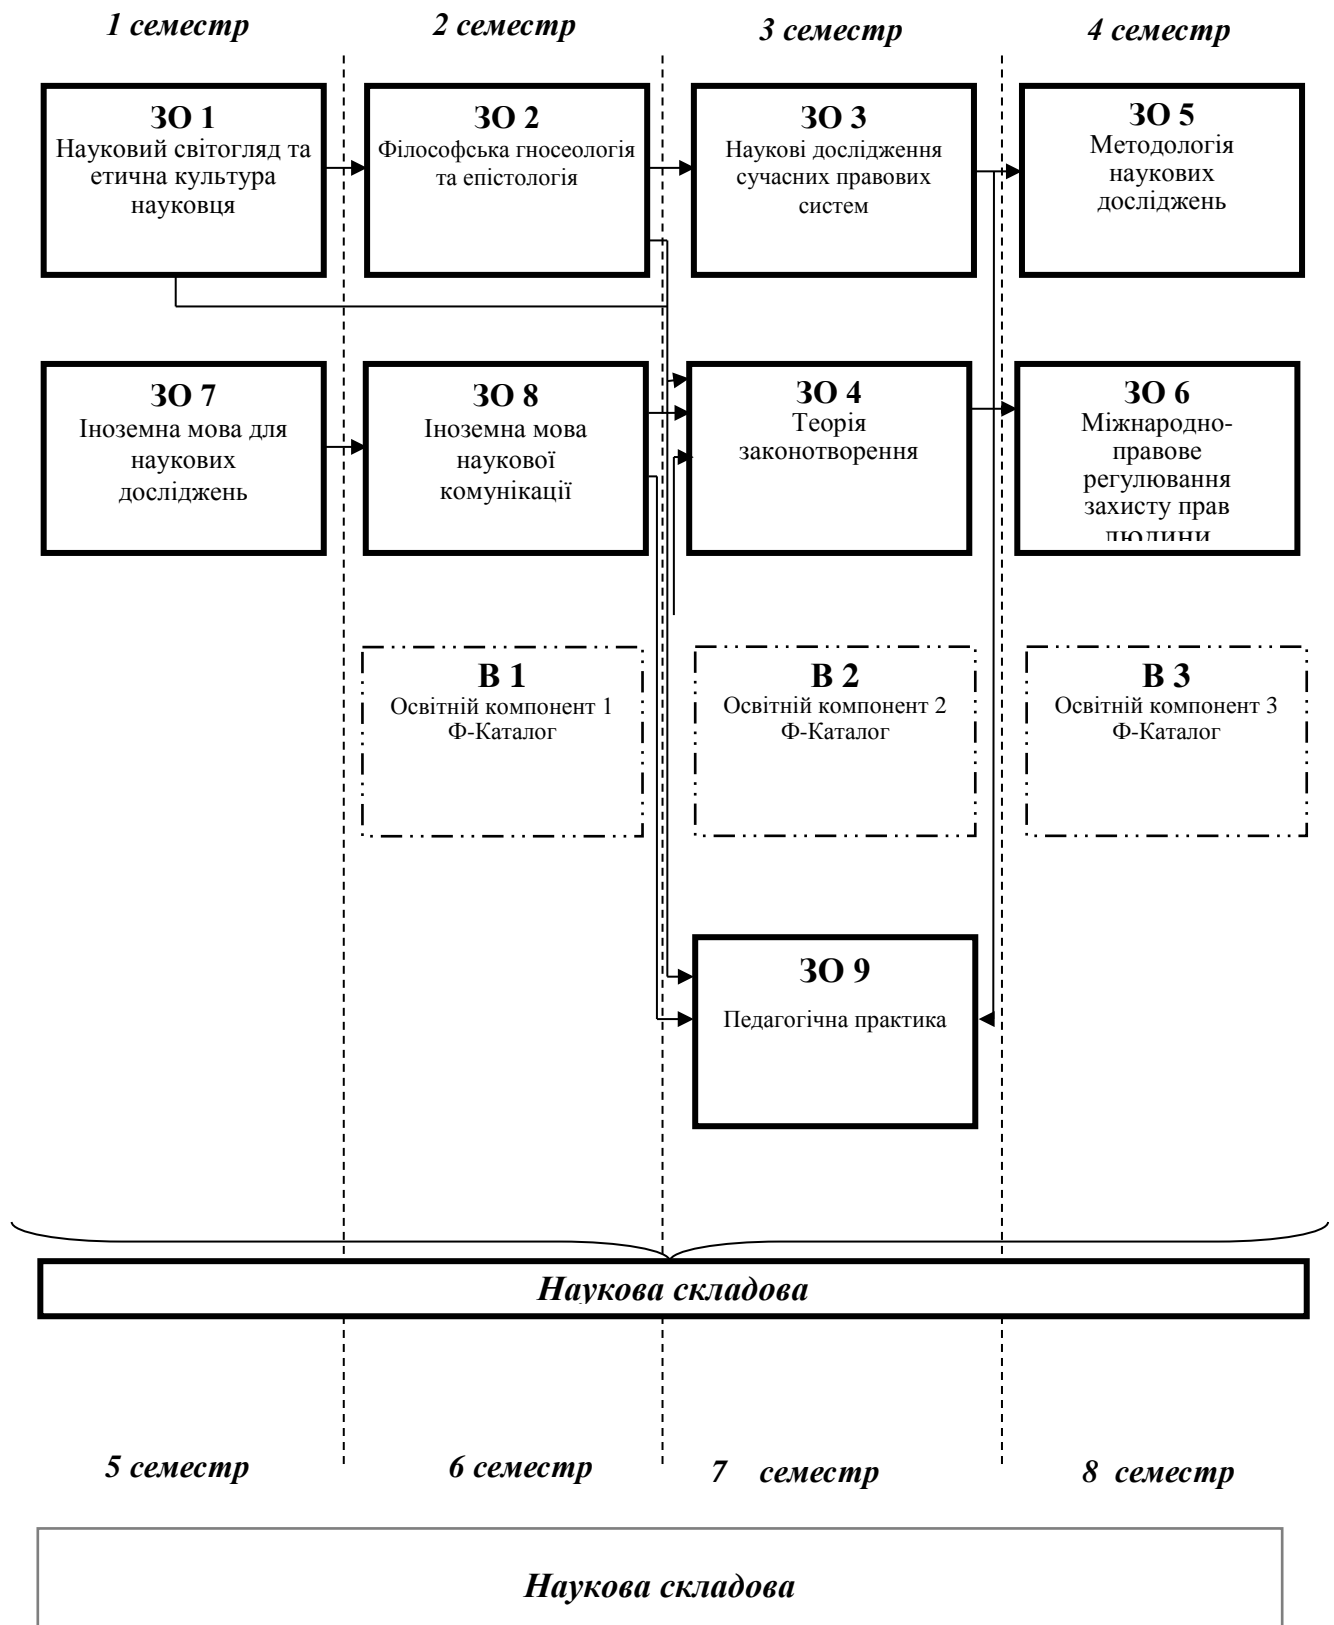 1 семестр
2 семестр
3 семестр
4 семестр
ЗО 1
Науковий світогляд та
етична культура
науковця
ЗО 2
Філософська гносеологія
та епістологія
ЗО 3
Наукові дослідження
сучасних правових
систем
ЗО 5
Методологія
наукових
досліджень
ЗО 7
Іноземна мова для
наукових
досліджень
ЗО 8
Іноземна мова
наукової
комунікації
ЗО 4
Теорія
законотворення
ЗО 6
Міжнародно-
правове
регулювання
захисту прав
людини
В 1
Освітній компонент 1
Ф-Каталог
В 2
Освітній компонент 2
Ф-Каталог
В 3
Освітній компонент 3
Ф-Каталог
ЗО 9
Педагогічна практика
Наукова складова
5 семестр
6 семестр
7 семестр
8 семестр
Наукова складова